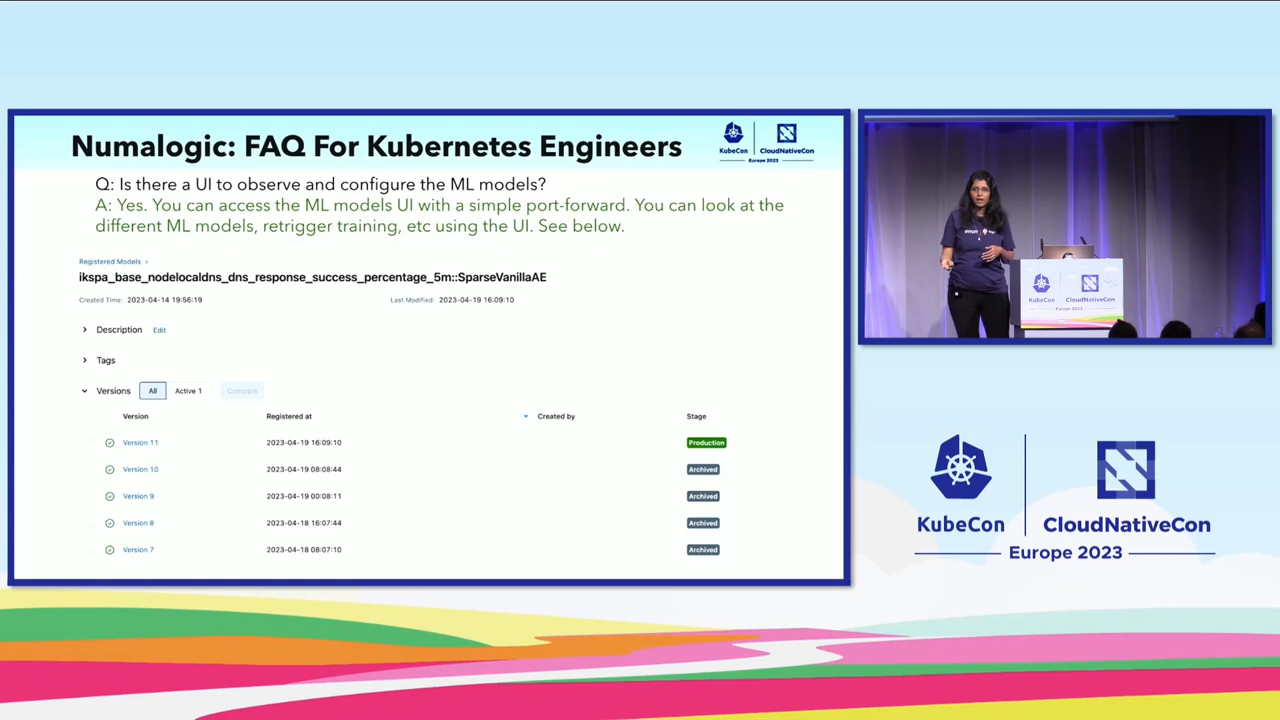 Numalogic: FAQ For Kubernetes Engineers
KubeCon
CloudNativeCon
Europe 2023
Q: Is there a UI to observe and configure the ML models?
A: Yes. You can access the ML models UI with a simple port-forward. You can look at the
different ML models, retrigger training, etc using the UI. See below.
Registered Models ›
ikspa_base_nodelocaldns_dns_response_success_percentage_5m::SparseVanillaAE
Created Time: 2023-04-14 19:56:19
Last Modified: 2023-04-19 16:09:10
Description Edit
Tags
Versions All Active 1 Compare
Version Registered at Created by Stage
Version 11 2023-04-19 16:09:10 Production
Version 10 2023-04-19 08:08:44 Archived
Version 9 2023-04-19 00:08:11 Archived
Version 8 2023-04-18 16:07:44 Archived
Version 7 2023-04-18 08:07:10 Archived
KubeCon
CloudNativeCon
Europe 2023
KubeCon
CloudNativeCon
Europe 2023